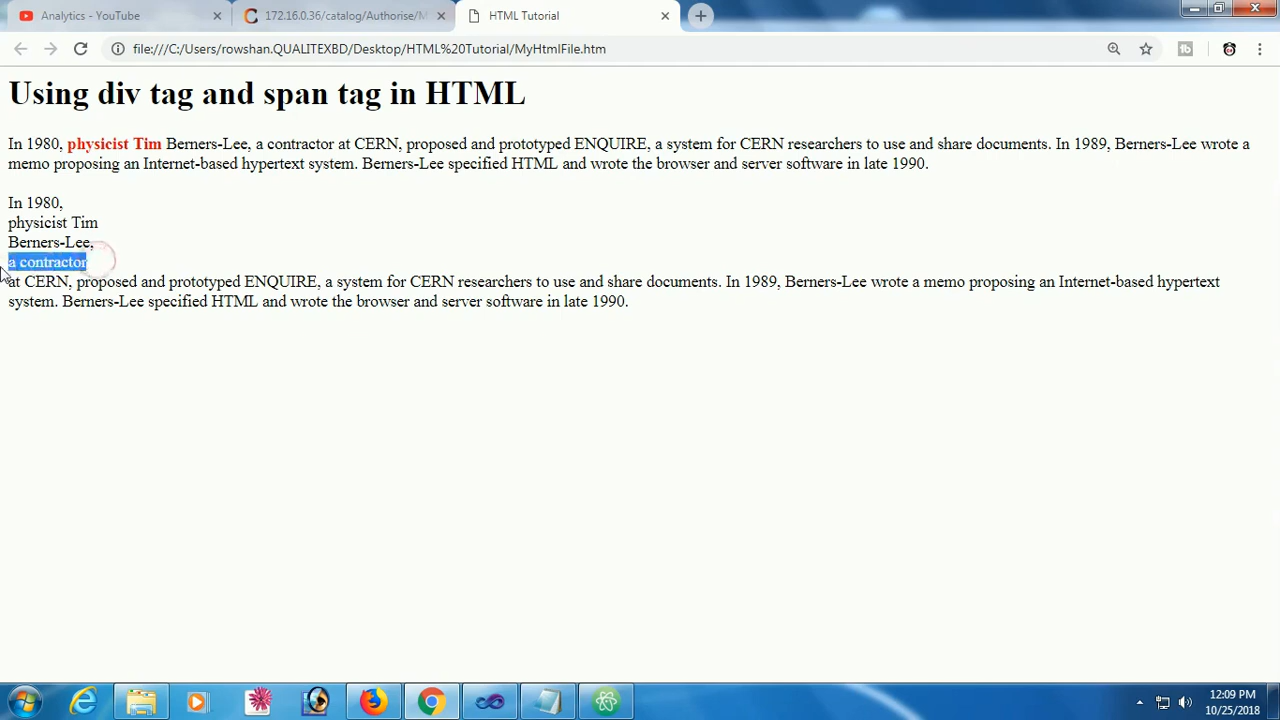 Analytics - YouTube
172.16.0.36/catalog/Authorise/M
HTML Tutorial
file:///C:/Users/rowshan.QUALITEXBD/Desktop/HTML%20Tutorial/MyHtmlFile.htm
Using div tag and span tag in HTML
In 1980, physicist Tim Berners-Lee, a contractor at CERN, proposed and prototyped ENQUIRE, a system for CERN researchers to use and share documents. In 1989, Berners-Lee wrote a
memo proposing an Internet-based hypertext system. Berners-Lee specified HTML and wrote the browser and server software in late 1990.
In 1980,
physicist Tim
Berners-Lee,
a contractor
at CERN, proposed and prototyped ENQUIRE, a system for CERN researchers to use and share documents. In 1989, Berners-Lee wrote a memo proposing an Internet-based hypertext
system. Berners-Lee specified HTML and wrote the browser and server software in late 1990.
12:09 PM
10/25/2018